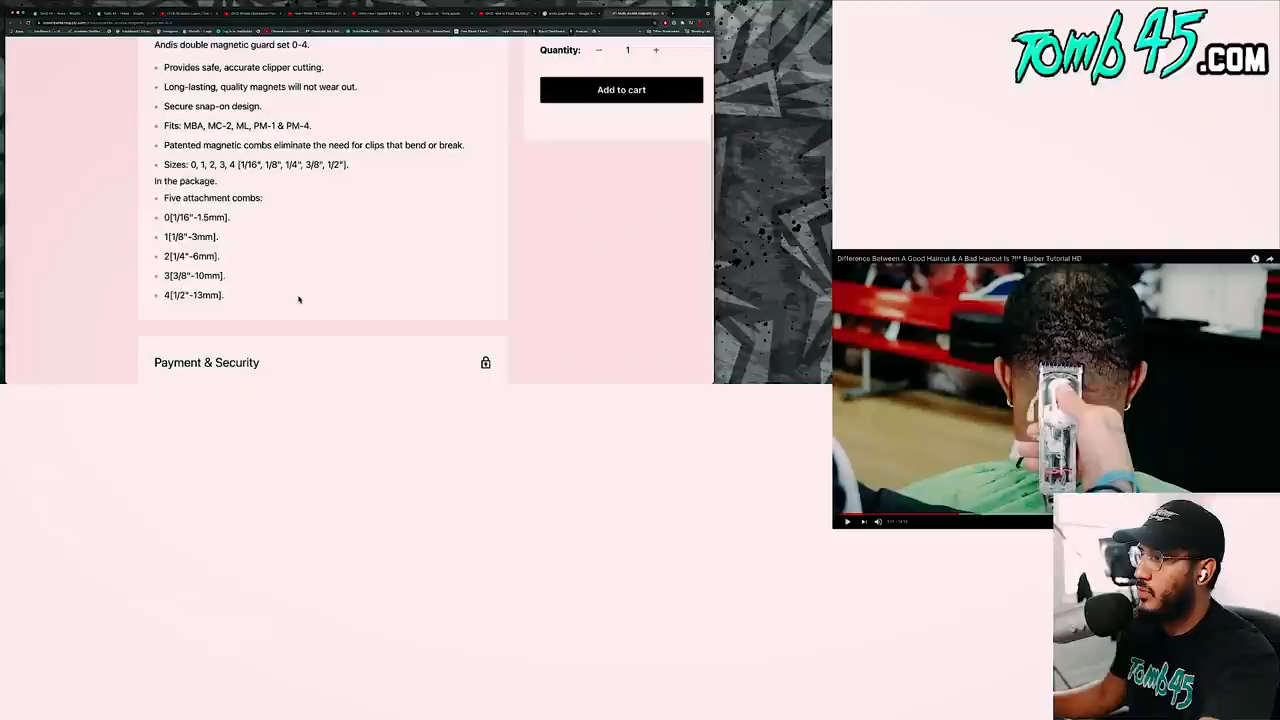 Andis double magnetic guard set 0-4.
Provides safe, accurate clipper cutting.
Long-lasting, quality magnets will not wear out.
Secure snap-on design.
Fits: MBA, MC-2, ML, PM-1 & PM-4.
Patented magnetic combs eliminate the need for clips that bend or break.
Sizes: 0, 1, 2, 3, 4 [1/16", 1/8", 1/4", 3/8", 1/2"].
In the package.
Five attachment combs:
0[1/16"-1.5mm].
1[1/8"-3mm].
2[1/4"-6mm].
3[3/8"-10mm].
4[1/2"-13mm].
Payment & Security
Quantity:
− 1 +
Add to cart
Tomb 45.COM
Difference Between A Good Haircut & A Bad Haircut Is ?!!* Barber Tutorial HD
Tomb 45